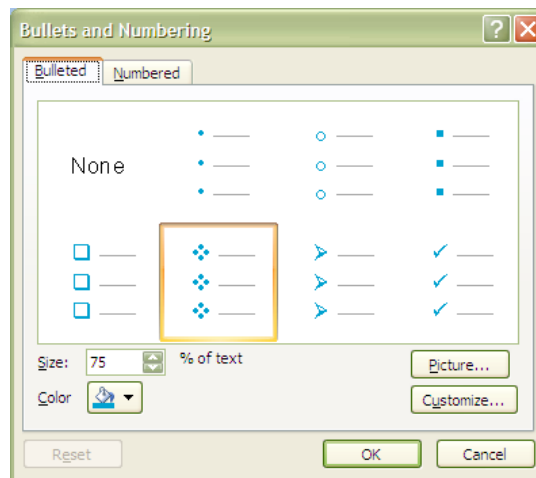 Bullets and Numbering
Bulleted Numbered
None
Size: 75 % of text
Picture...
Color
Customize...
Reset OK Cancel